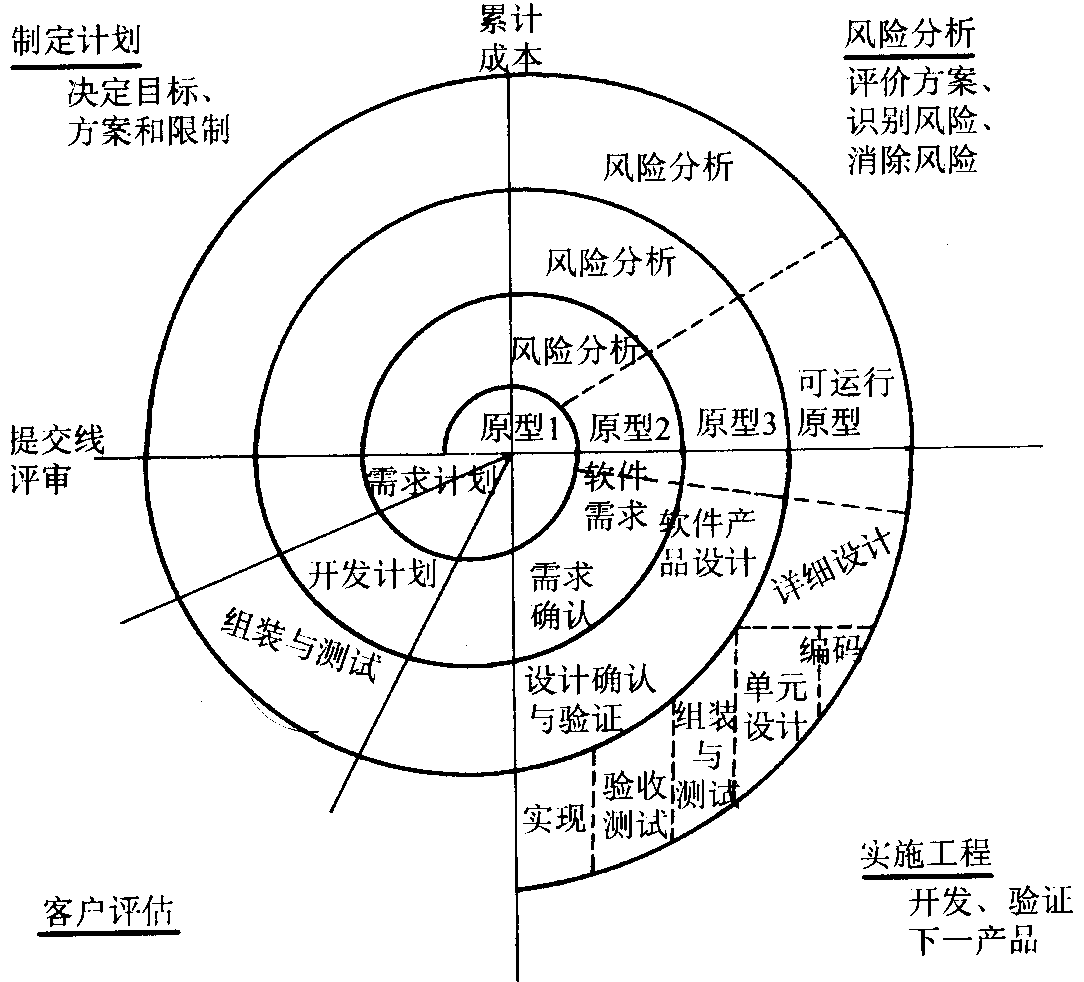 制定计划
决定目标、
方案和限制
累计
成本
风险分析
评价方案、
识别风险、
消除风险
风险分析
风险分析
风险分析
可运行
原型
原型1
原型2
原型3
提交线
评审
需求计划
软件
需求
软件产
品设计
详细设计
开发计划
需求
确认
组装与测试
编码
单元
设计
设计确认
与验证
组装
与
测试
验收
测试
实现
实施工程
开发、验证
下一产品
客户评估